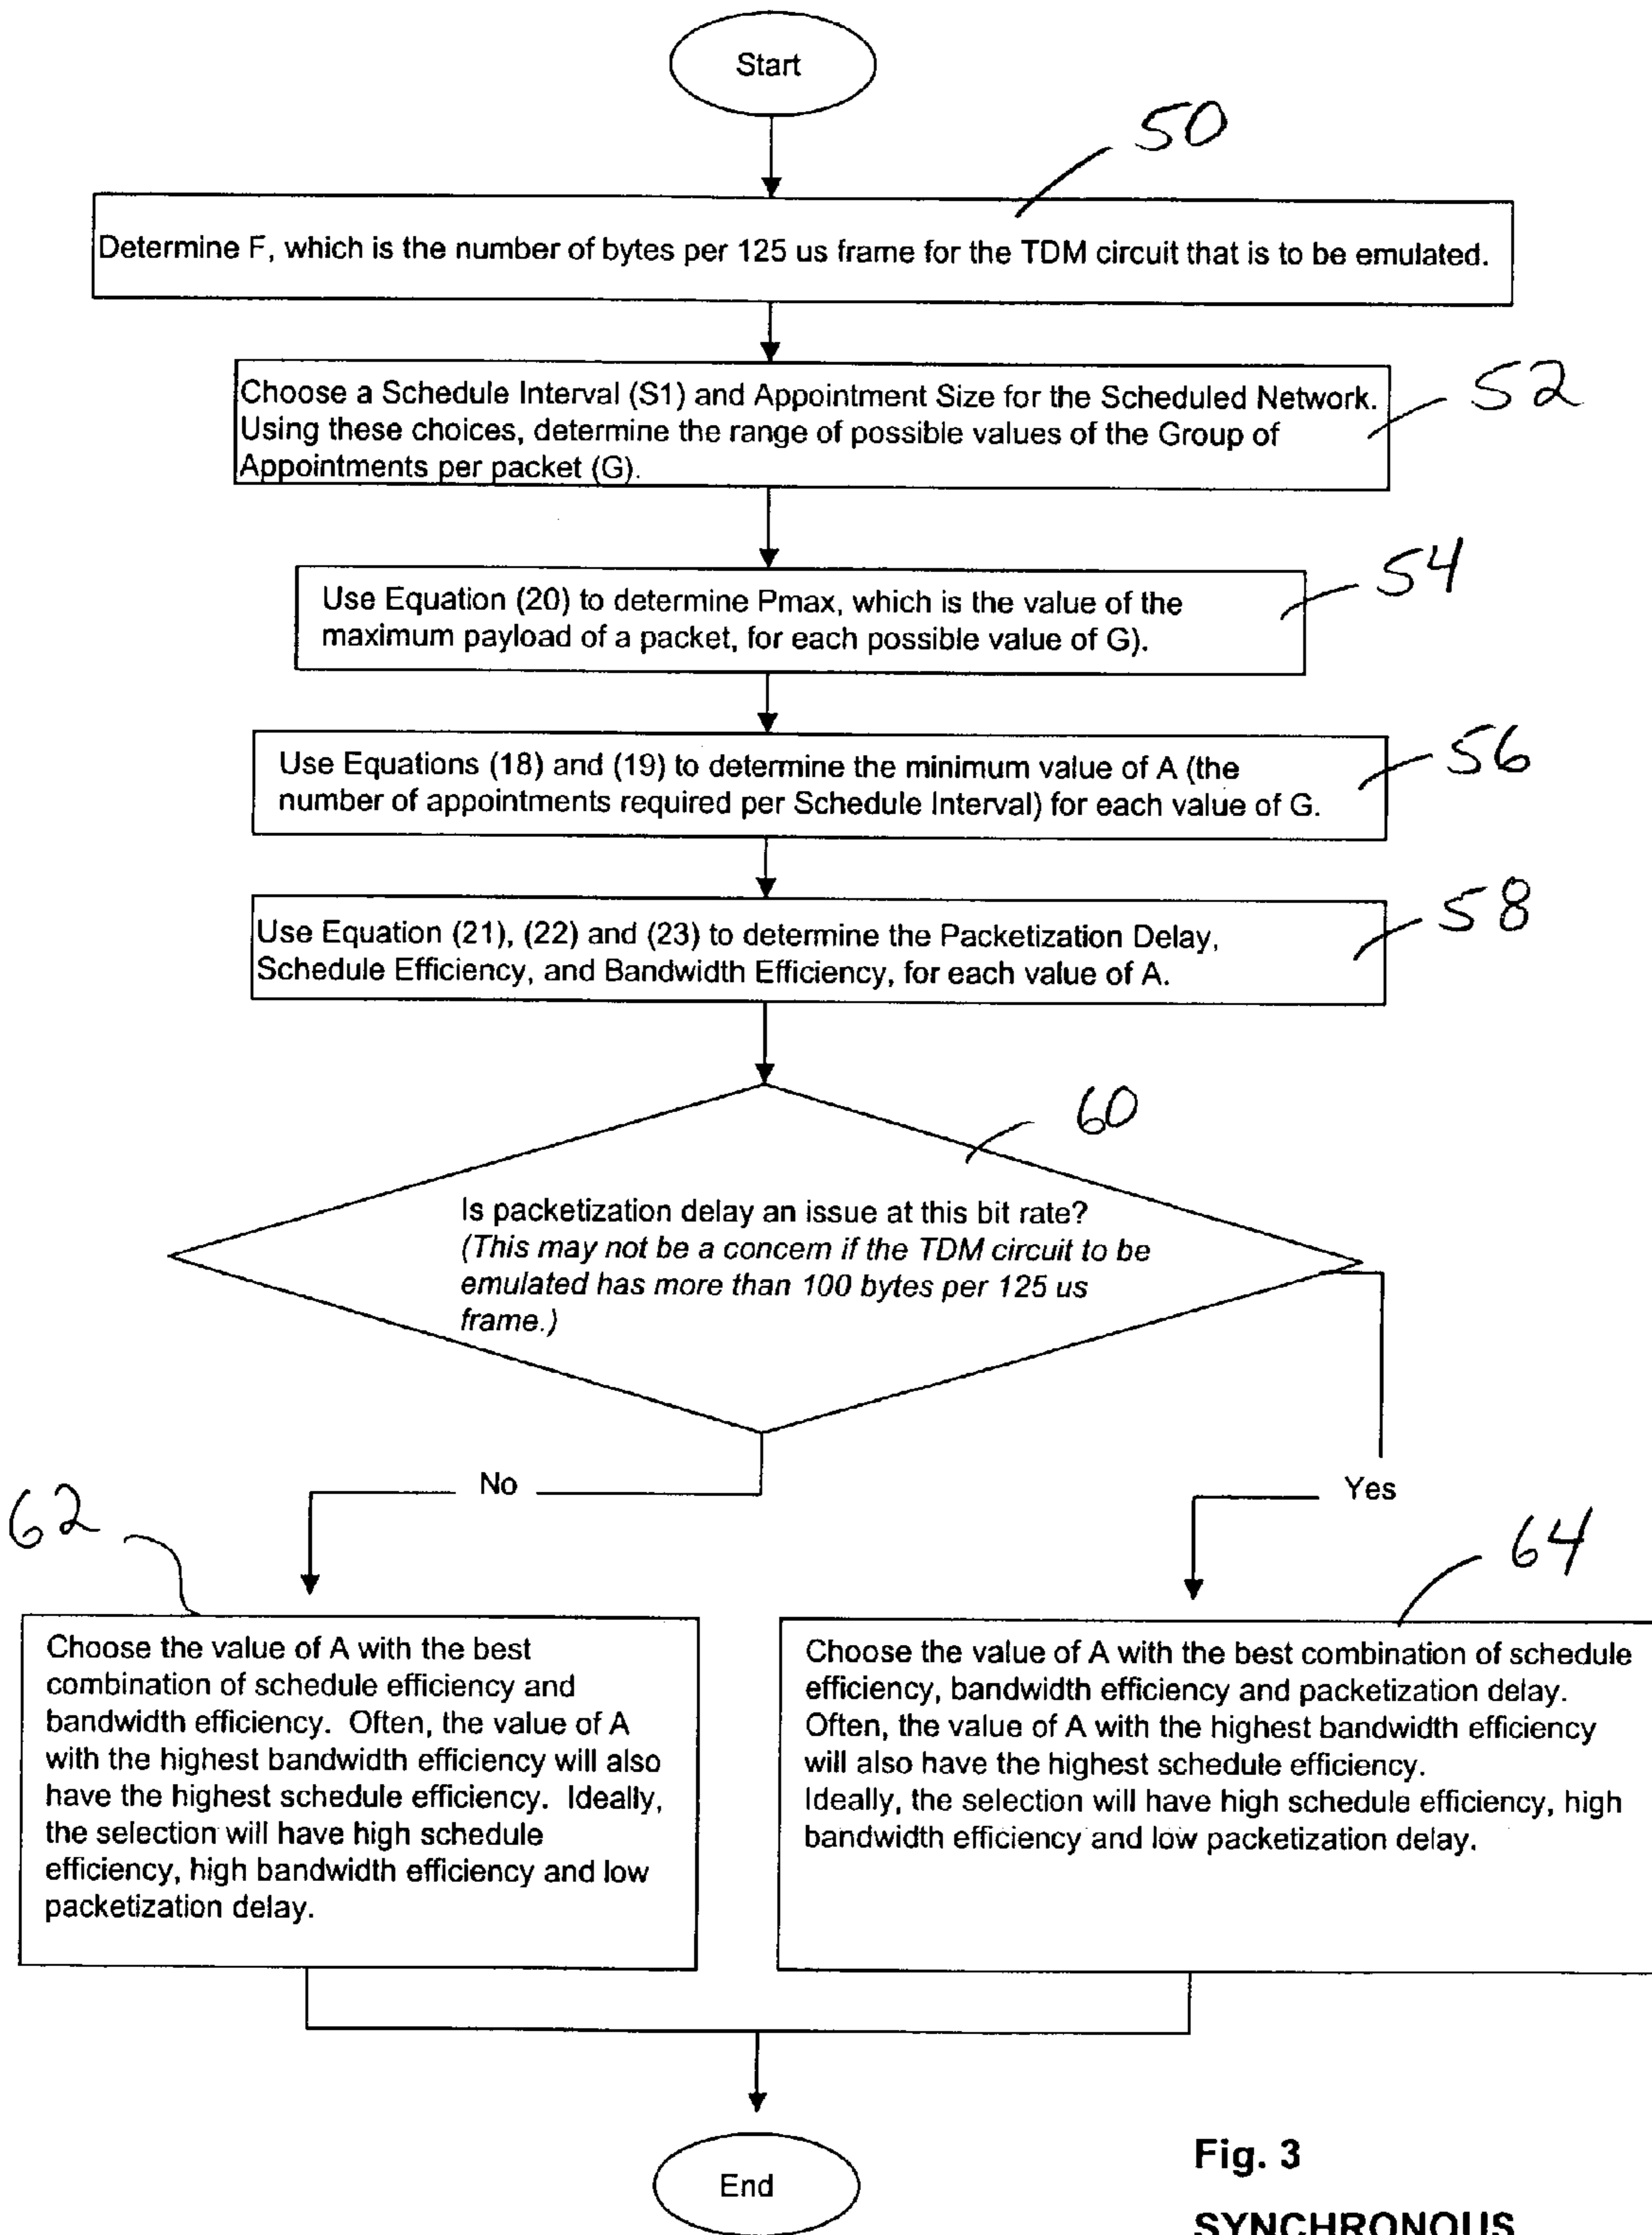 Start
50
Determine F, which is the number of bytes per 125 us frame for the TDM circuit that is to be emulated.
52
Choose a Schedule Interval (S1) and Appointment Size for the Scheduled Network.
Using these choices, determine the range of possible values of the Group of
Appointments per packet (G).
54
Use Equation (20) to determine Pmax, which is the value of the
maximum payload of a packet, for each possible value of G).
56
Use Equations (18) and (19) to determine the minimum value of A (the
number of appointments required per Schedule Interval) for each value of G.
58
Use Equation (21), (22) and (23) to determine the Packetization Delay,
Schedule Efficiency, and Bandwidth Efficiency, for each value of A.
60
Is packetization delay an issue at this bit rate?
(This may not be a concern if the TDM circuit to be
emulated has more than 100 bytes per 125 us
frame.)
No
Yes
62
Choose the value of A with the best
combination of schedule efficiency and
bandwidth efficiency. Often, the value of A
with the highest bandwidth efficiency will also
have the highest schedule efficiency. Ideally,
the selection will have high schedule
efficiency, high bandwidth efficiency and low
packetization delay.
64
Choose the value of A with the best combination of schedule
efficiency, bandwidth efficiency and packetization delay.
Often, the value of A with the highest bandwidth efficiency
will also have the highest schedule efficiency.
Ideally, the selection will have high schedule efficiency, high
bandwidth efficiency and low packetization delay.
End
Fig. 3
SYNCHRONOUS